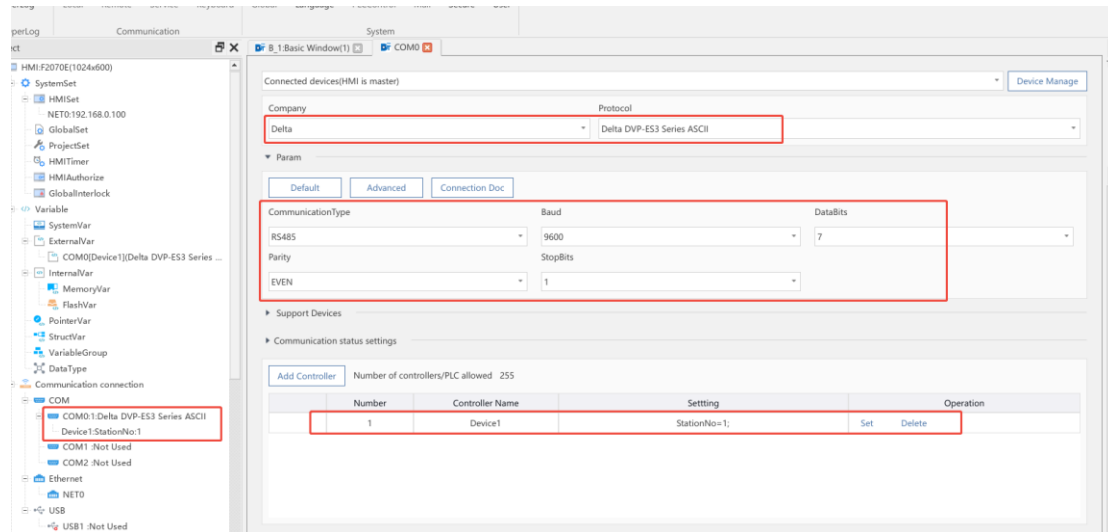 Communication
System
B_1:Basic Window(1)
COM0
HMI:F2070E(1024x600)
SystemSet
HMISet
NET0:192.168.0.100
GlobalSet
ProjectSet
HMITimer
HMIAuthorize
GlobalInterlock
Variable
SystemVar
ExternalVar
COM0[Device1](Delta DVP-ES3 Series ...
InternalVar
MemoryVar
FlashVar
PointerVar
StructVar
VariableGroup
DataType
Communication connection
COM
COM0:1:Delta DVP-ES3 Series ASCII
Device1:StationNo:1
COM1 :Not Used
COM2 :Not Used
Ethernet
NET0
USB
USB1 :Not Used
Connected devices(HMI is master)
Device Manage
Company Protocol
Delta Delta DVP-ES3 Series ASCII
Param
Default Advanced Connection Doc
CommunicationType Baud DataBits
RS485 9600 7
Parity StopBits
EVEN 1
Support Devices
Communication status settings
Add Controller Number of controllers/PLC allowed 255
Number Controller Name Settting Operation
1 Device1 StationNo=1; Set Delete